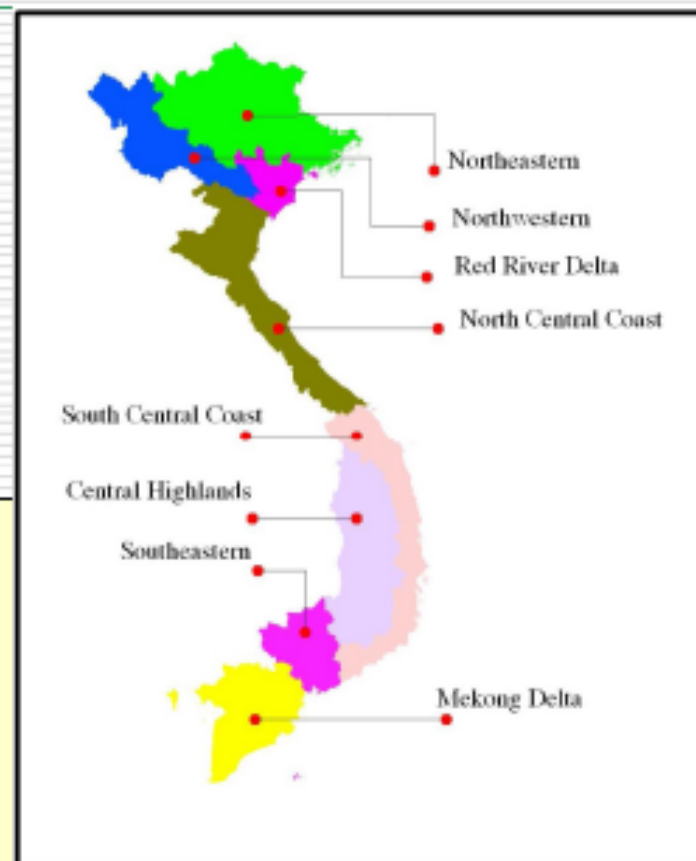 Northeastern
Northwestern
Red River Delta
North Central Coast
South Central Coast
Central Highlands
Southeastern
Mekong Delta